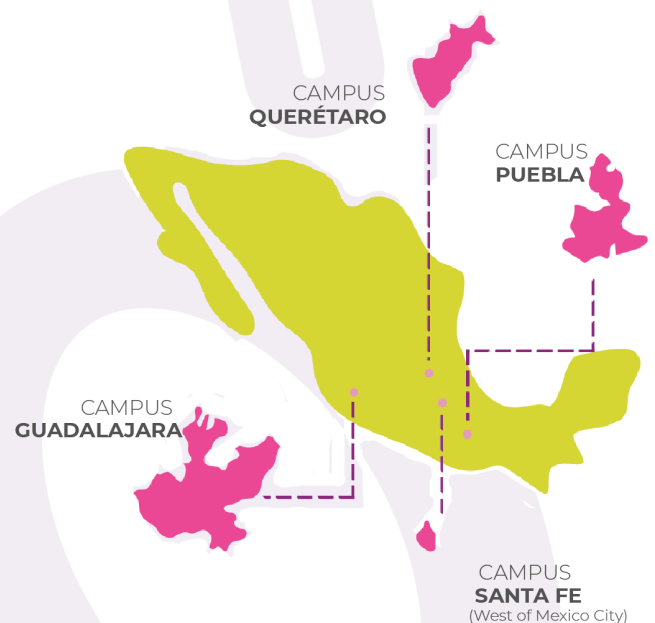 CAMPUS
QUERÉTARO
CAMPUS
PUEBLA
CAMPUS
GUADALAJARA
CAMPUS
SANTA FE
(West of Mexico City)